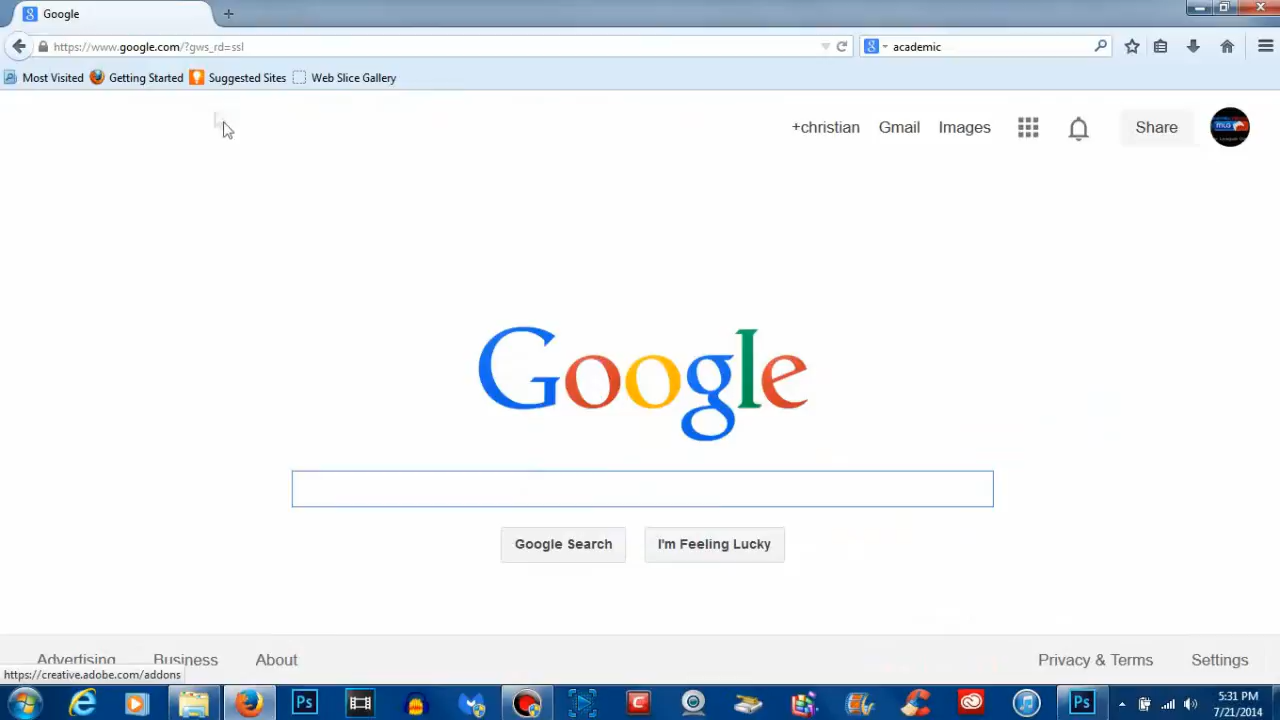 Google
https://www.google.com/?gws_rd=ssl
academic
Most Visited Getting Started Suggested Sites Web Slice Gallery
+christian Gmail Images Share
Google
Google Search I'm Feeling Lucky
Advertising Business About Privacy & Terms Settings
https://creative.adobe.com/addons
5:31 PM
7/21/2014